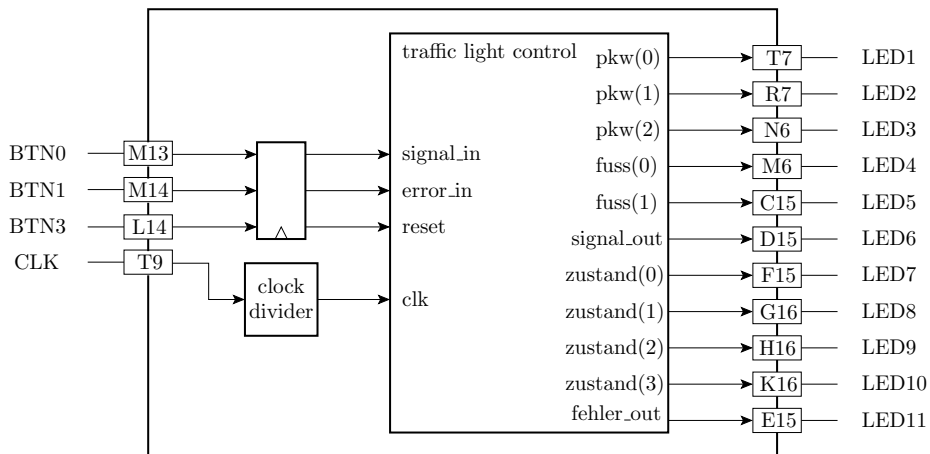 traffic light control
pkw(0) T7 LED1
pkw(1) R7 LED2
pkw(2) N6 LED3
BTN0 M13 signal_in fuss(0) M6 LED4
BTN1 M14 error_in fuss(1) C15 LED5
BTN3 L14 reset signal_out D15 LED6
CLK T9 zustand(0) F15 LED7
clock
divider
clk zustand(1) G16 LED8
zustand(2) H16 LED9
zustand(3) K16 LED10
fehler_out E15 LED11